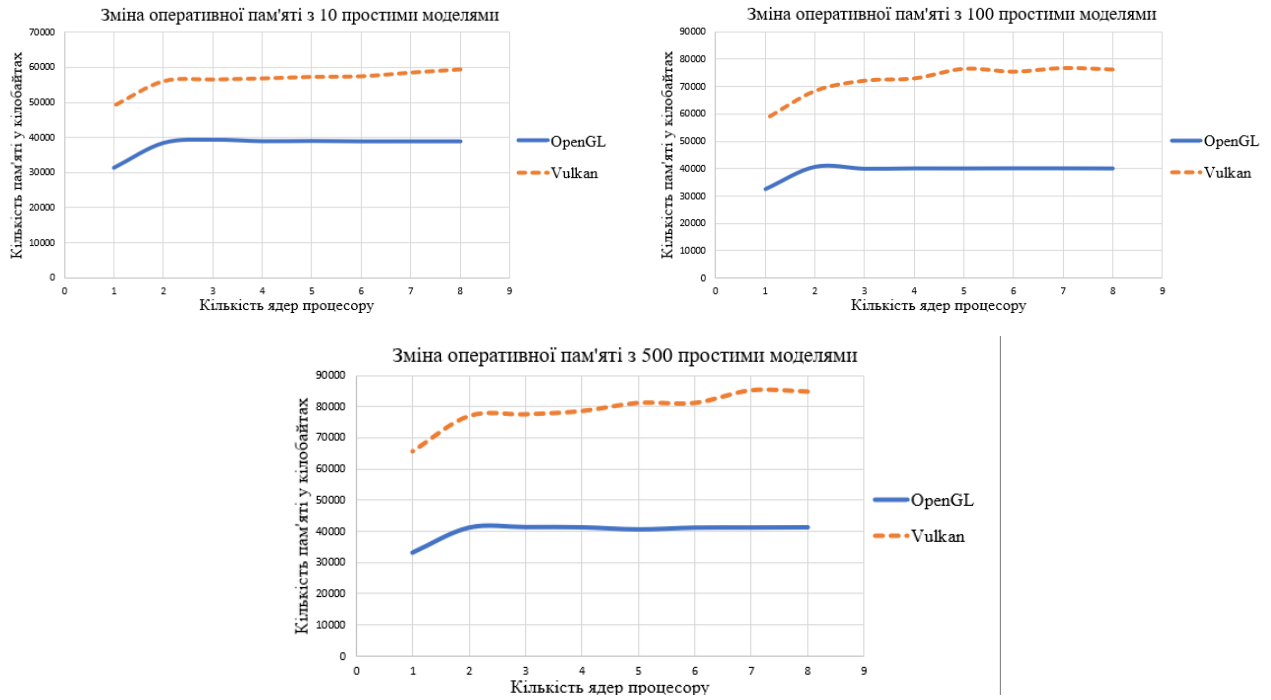 Зміна оперативної пам'яті з 10 простими моделями
Кількість пам'яті у кілобайтах
70000
60000
50000
40000
30000
20000
10000
0
0 1 2 3 4 5 6 7 8 9
Кількість ядер процесору
OpenGL
Vulkan
Зміна оперативної пам'яті з 100 простими моделями
Кількість пам'яті у кілобайтах
90000
80000
70000
60000
50000
40000
30000
20000
10000
0
0 1 2 3 4 5 6 7 8 9
Кількість ядер процесору
OpenGL
Vulkan
Зміна оперативної пам'яті з 500 простими моделями
Кількість пам'яті у кілобайтах
90000
80000
70000
60000
50000
40000
30000
20000
10000
0
0 1 2 3 4 5 6 7 8 9
Кількість ядер процесору
OpenGL
Vulkan